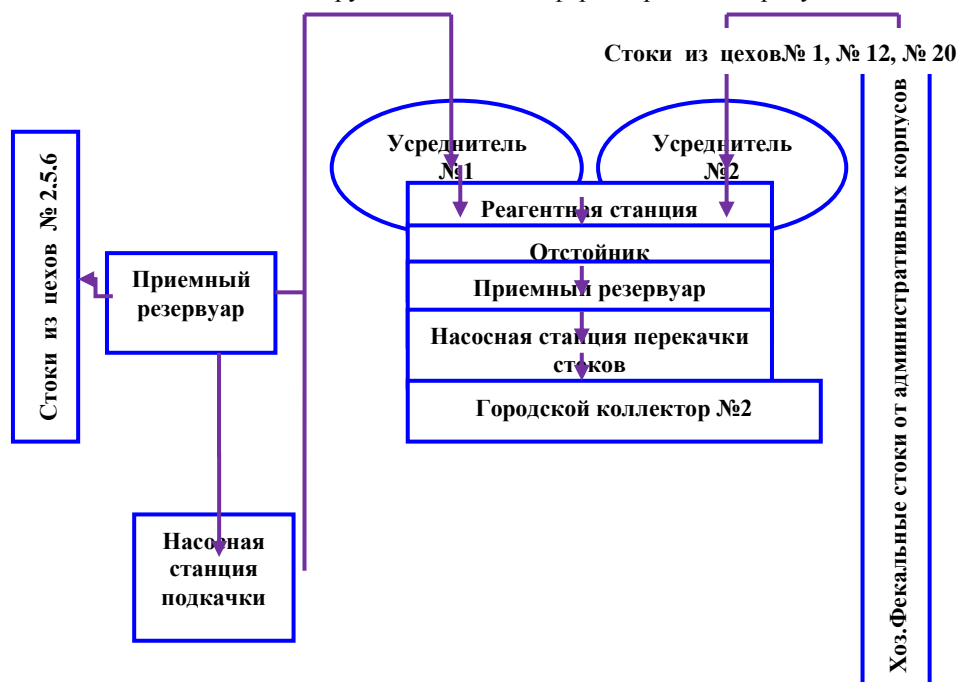 Стоки из цехов№ 1, № 12, № 20
Усреднитель
№1
Усреднитель
№2
Реагентная станция
Отстойник
Приемный резервуар
Насосная станция перекачки
стоков
Городской коллектор №2
Стоки из цехов № 2.5.6
Приемный
резервуар
Насосная
станция
подкачки
Хоз.Фекальные стоки от административных корпусов